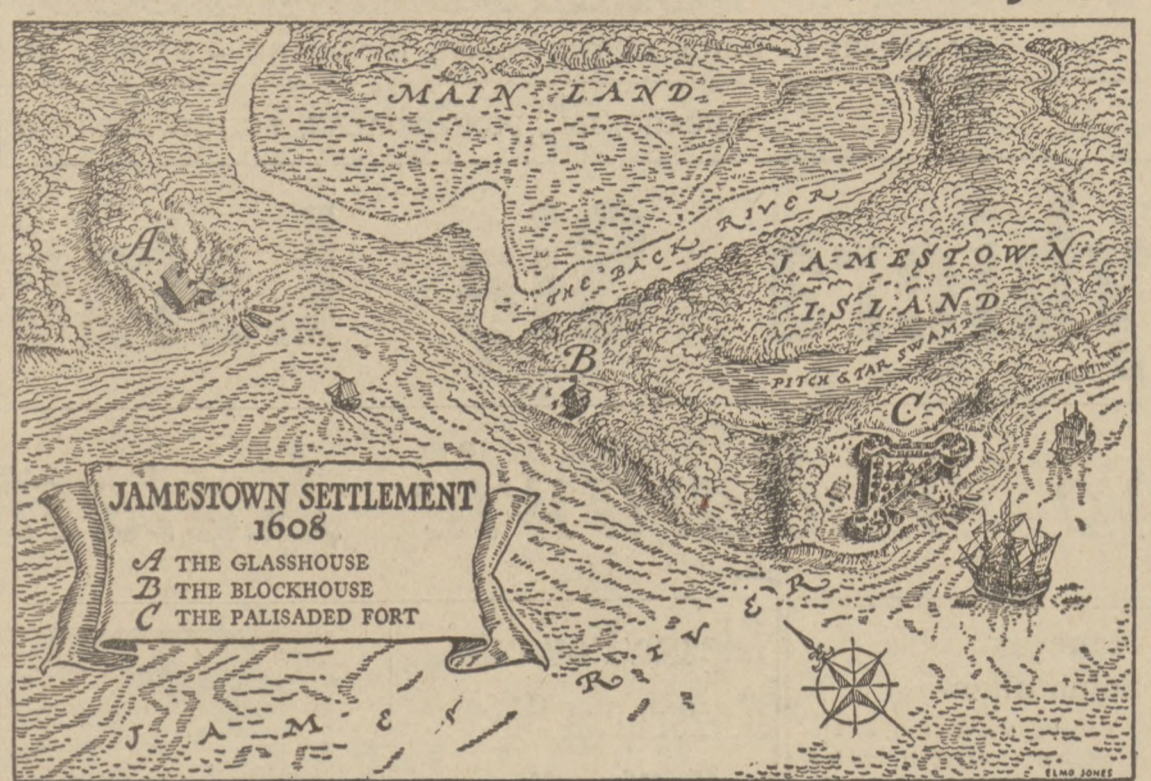 MAIN LAND
A
THE BACK RIVER
JAMESTOWN
ISLAND
B
PITCH & TAR SWAMP
C
JAMESTOWN SETTLEMENT
1608
A THE GLASSHOUSE
B THE BLOCKHOUSE
C THE PALISADED FORT
JAMES RIVER
ELMO JONES